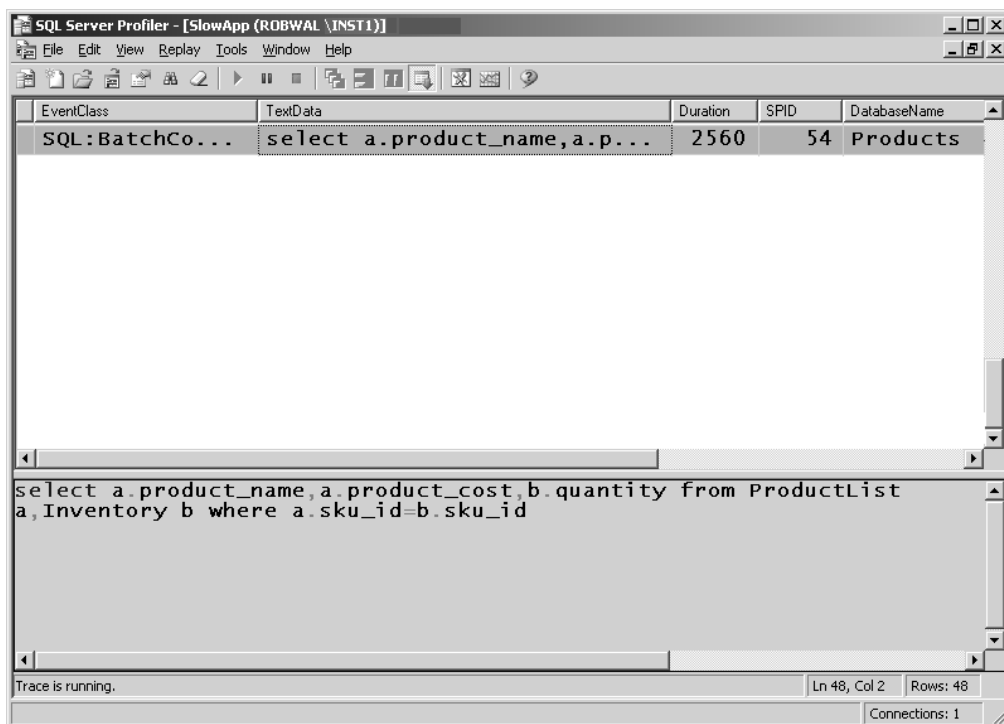 SQL Server Profiler - [SlowApp (ROBWAL \INST1)]
File Edit View Replay Tools Window Help
EventClass TextData Duration SPID DatabaseName
SQL:BatchCo... select a.product_name,a.p... 2560 54 Products
select a.product_name,a.product_cost,b.quantity from ProductList
a,Inventory b where a.sku_id=b.sku_id
Trace is running. Ln 48, Col 2 Rows: 48
Connections: 1